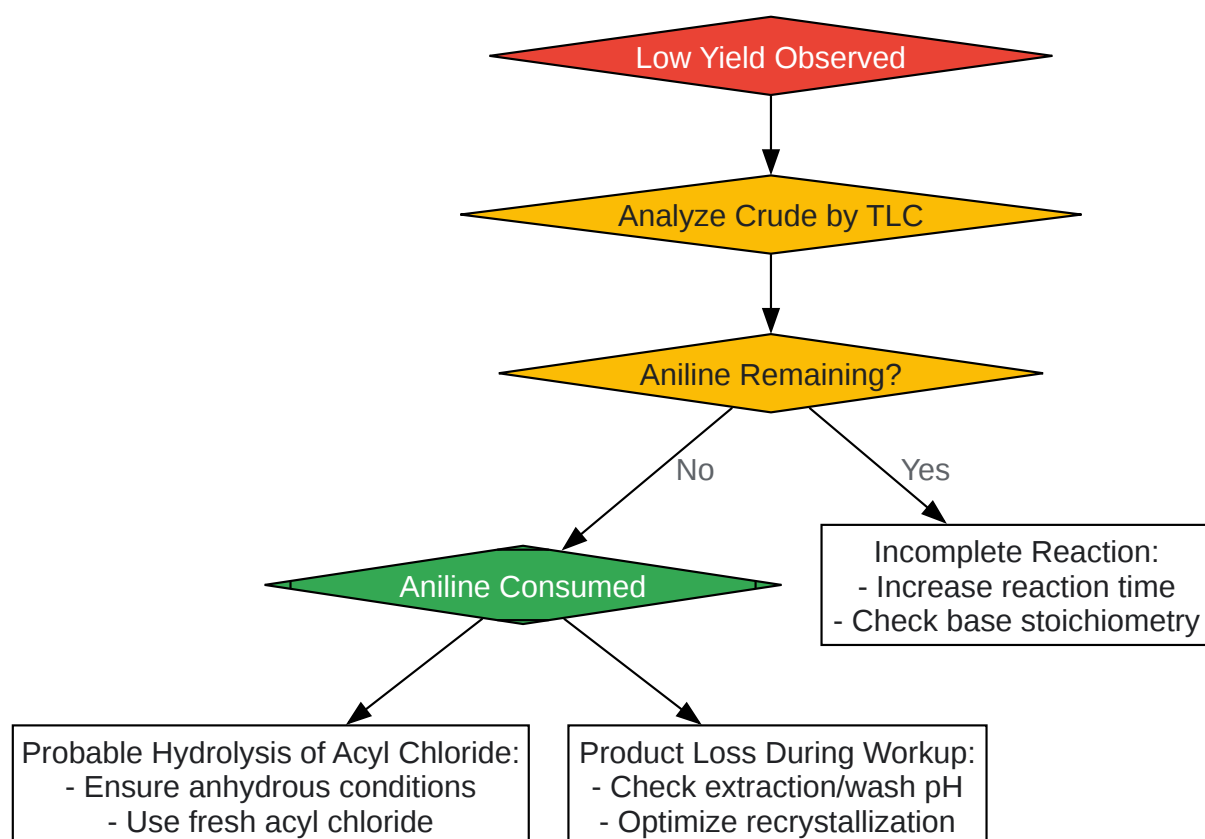 Low Yield Observed
Analyze Crude by TLC
Aniline Remaining?
No
Yes
Aniline Consumed
Incomplete Reaction:
- Increase reaction time
- Check base stoichiometry
Probable Hydrolysis of Acyl Chloride:
- Ensure anhydrous conditions
- Use fresh acyl chloride
Product Loss During Workup:
- Check extraction/wash pH
- Optimize recrystallization